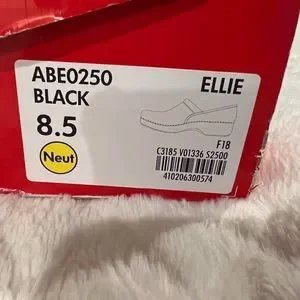 ABE0250
ELLIE
BLACK
8.5
Neut
F18
C3185 V01336 S2500
410206300574